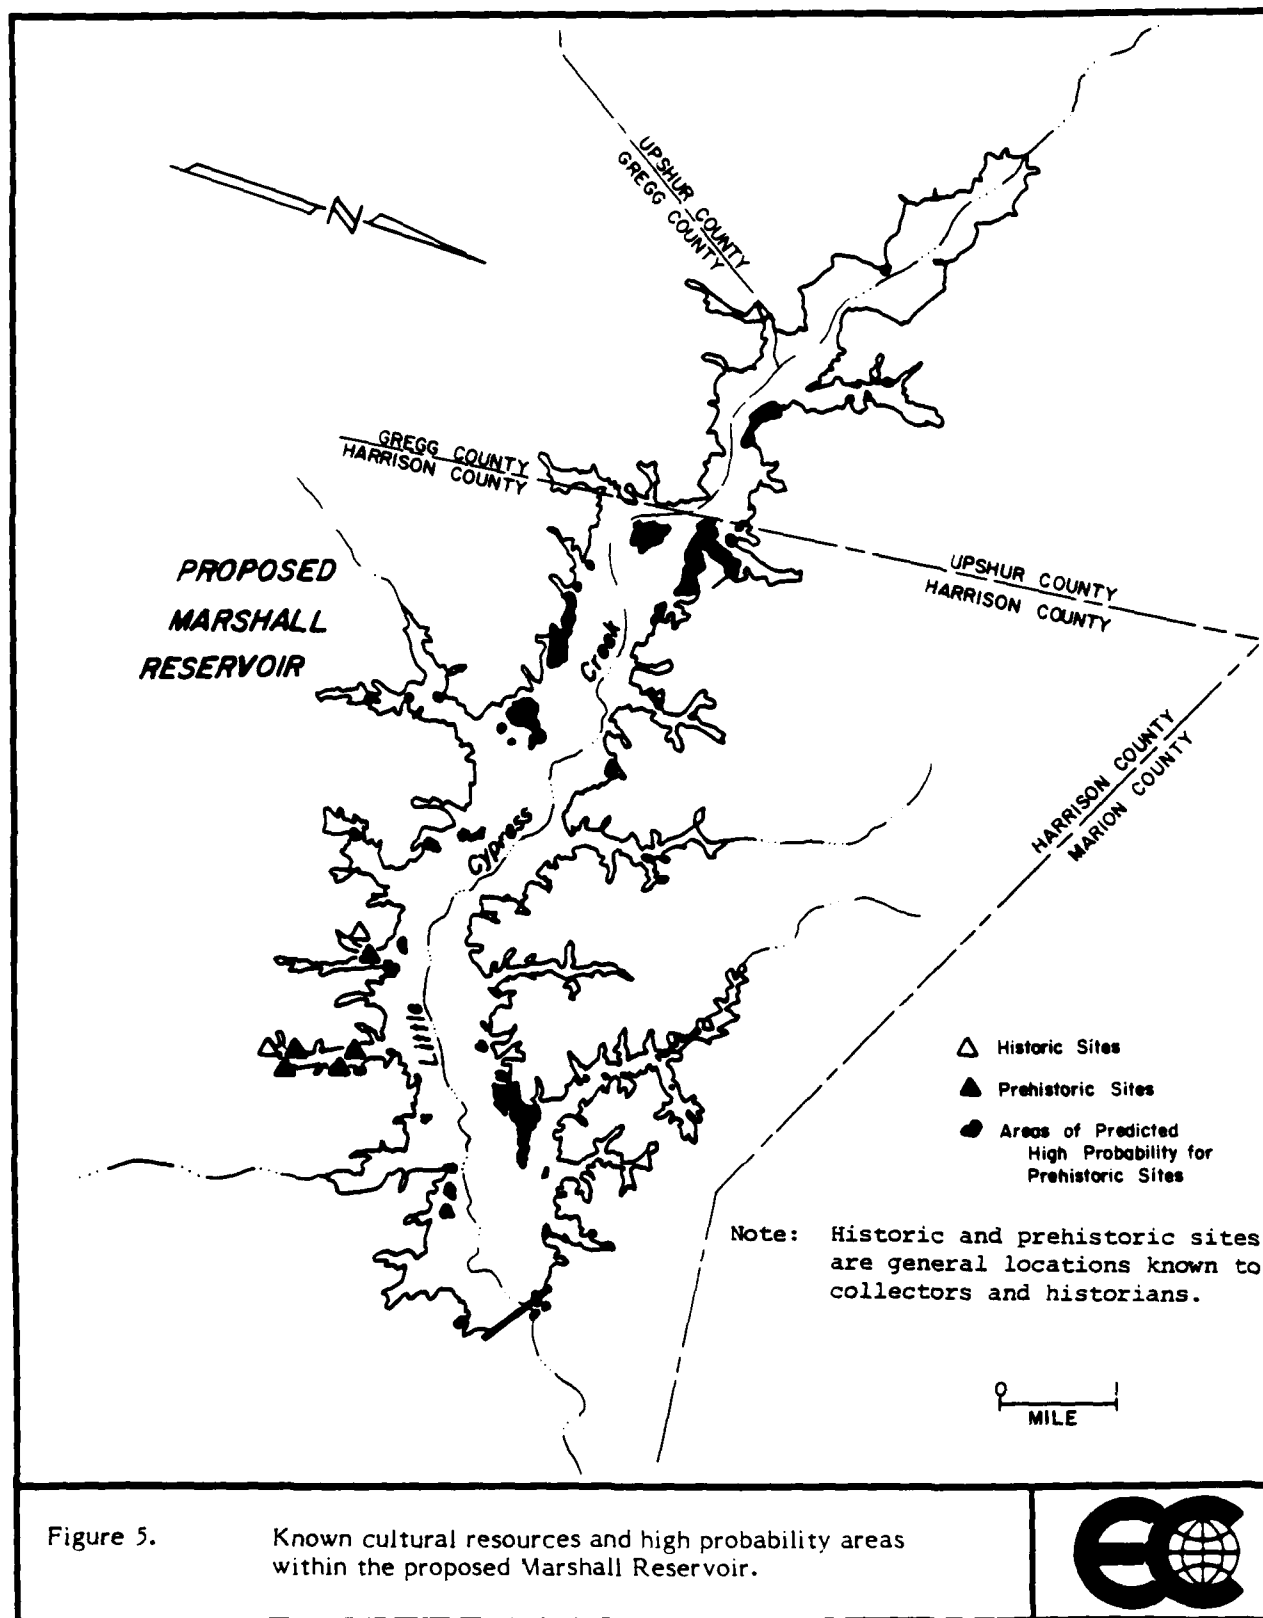 UPSHUR COUNTY
GREGG COUNTY
N
GREGG COUNTY
HARRISON COUNTY
PROPOSED
MARSHALL
RESERVOIR
UPSHUR COUNTY
HARRISON COUNTY
Creek
Cypress
Little
HARRISON COUNTY
MARION COUNTY
Historic Sites
Prehistoric Sites
Areas of Predicted
High Probability for
Prehistoric Sites
Note: Historic and prehistoric sites
are general locations known to
collectors and historians.
0 1
MILE
Figure 5. Known cultural resources and high probability areas
within the proposed Marshall Reservoir.
ec